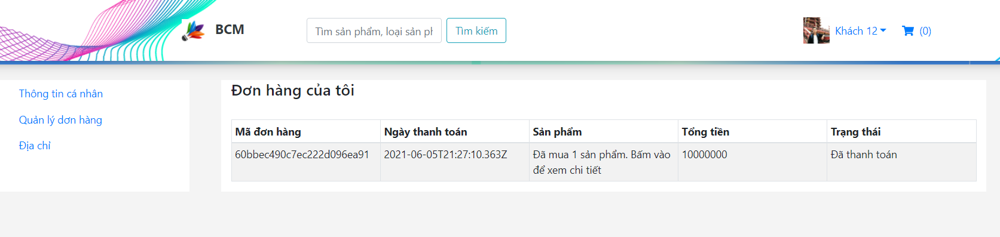 BCM
Tìm sản phẩm, loại sản ph
Tìm kiếm
Khách 12
(0)
Thông tin cá nhân
Quản lý dơn hàng
Địa chỉ
Đơn hàng của tôi
Mã đơn hàng Ngày thanh toán Sản phẩm Tổng tiền Trạng thái
60bbec490c7ec222d096ea91 2021-06-05T21:27:10.363Z Đã mua 1 sản phẩm. Bấm vào 10000000 Đã thanh toán
để xem chi tiết